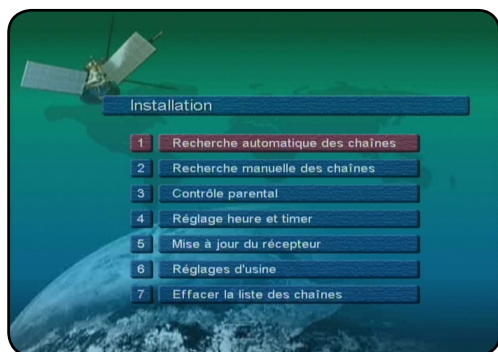 Installation
1 Recherche automatique des chaînes
2 Recherche manuelle des chaînes
3 Contrôle parental
4 Réglage heure et timer
5 Mise à jour du récepteur
6 Réglages d'usine
7 Effacer la liste des chaînes